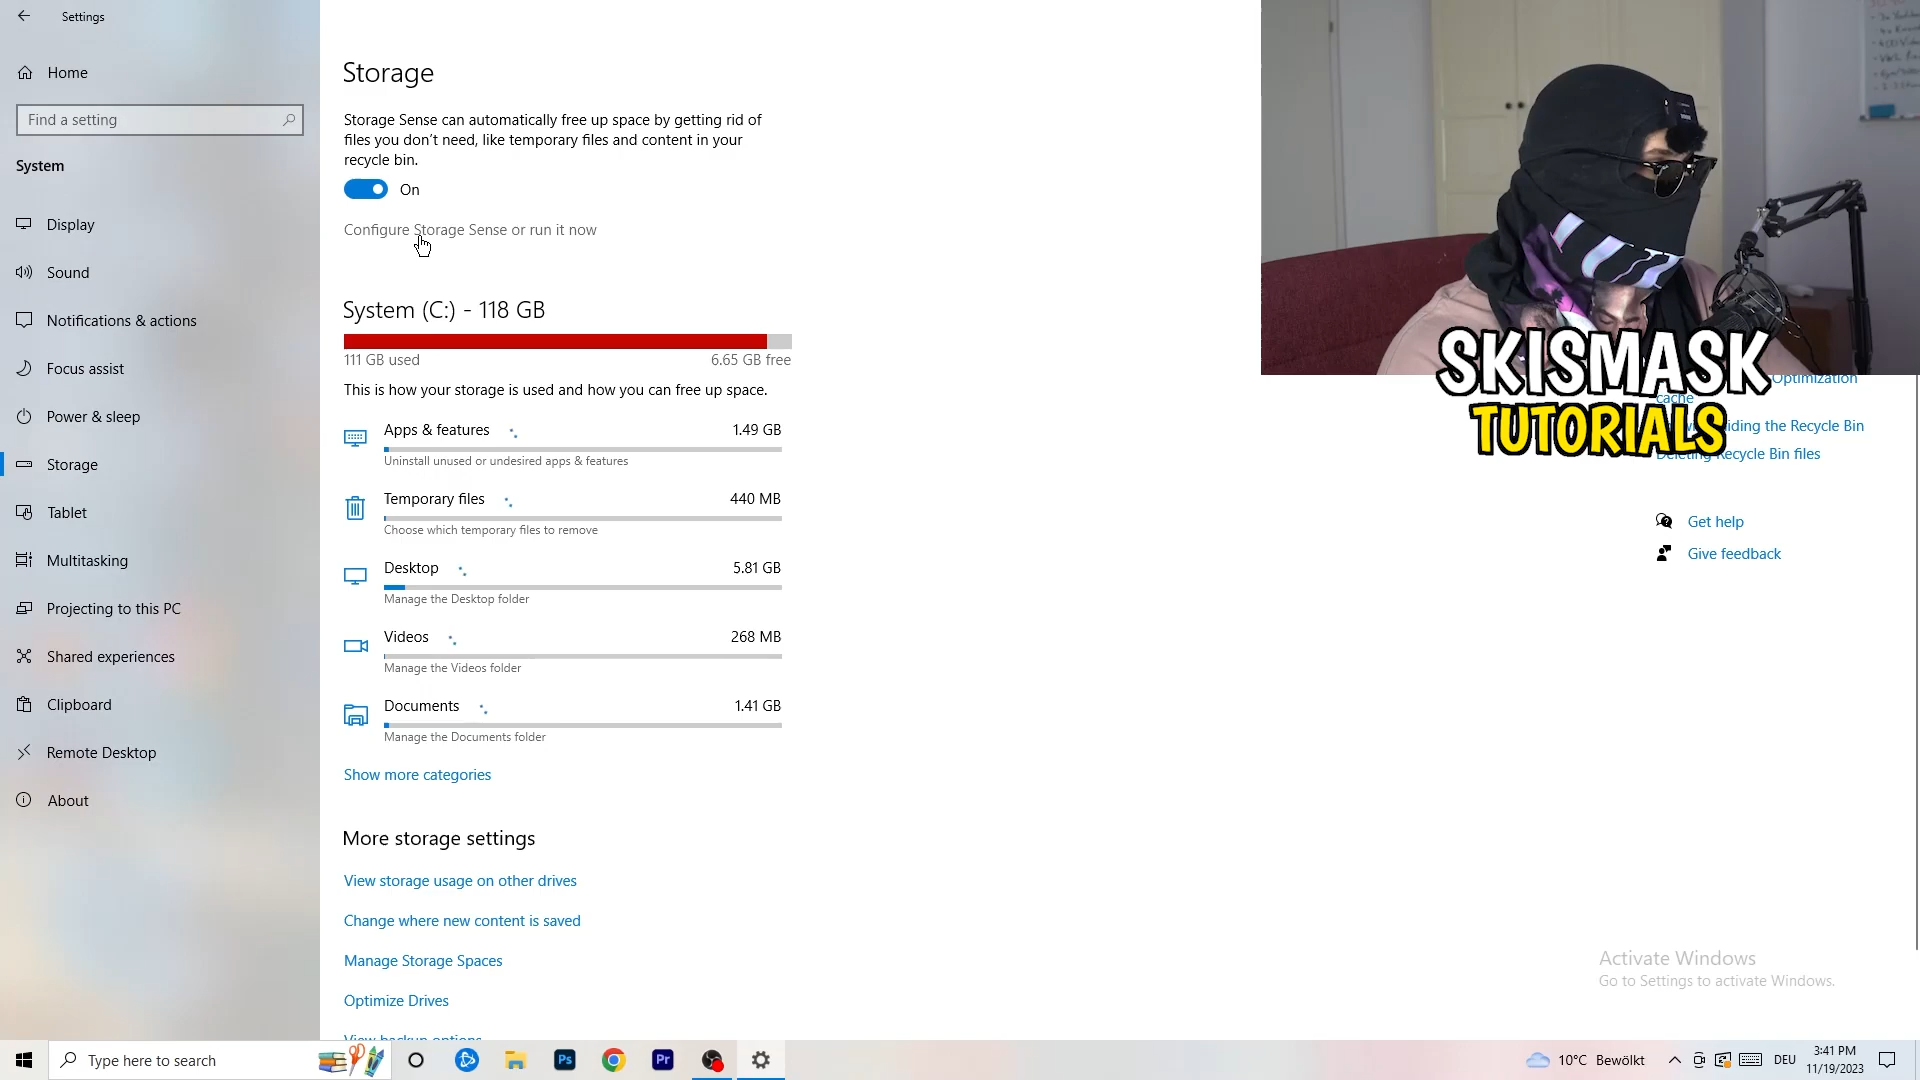 Settings
Home
Find a setting
System
Display
Sound
Notifications & actions
Focus assist
Power & sleep
Storage
Tablet
Multitasking
Projecting to this PC
Shared experiences
Clipboard
Remote Desktop
About
Storage
Storage Sense can automatically free up space by getting rid of
files you don't need, like temporary files and content in your
recycle bin.
On
Configure Storage Sense or run it now
System (C:) - 118 GB
111 GB used 6.65 GB free
This is how your storage is used and how you can free up space.
Apps & features 1.49 GB
Uninstall unused or undesired apps & features
Temporary files 440 MB
Choose which temporary files to remove
Desktop 5.81 GB
Manage the Desktop folder
Videos 268 MB
Manage the Videos folder
Documents 1.41 GB
Manage the Documents folder
Show more categories
More storage settings
View storage usage on other drives
Change where new content is saved
Manage Storage Spaces
Optimize Drives
View backup options
SKISMASK
TUTORIALS
Optimization
cache
the Recycle Bin
Recycle Bin files
Get help
Give feedback
Activate Windows
Go to Settings to activate Windows.
Type here to search
Ps
Pr
10°C Bewölkt
DEU
3:41 PM
11/19/2023